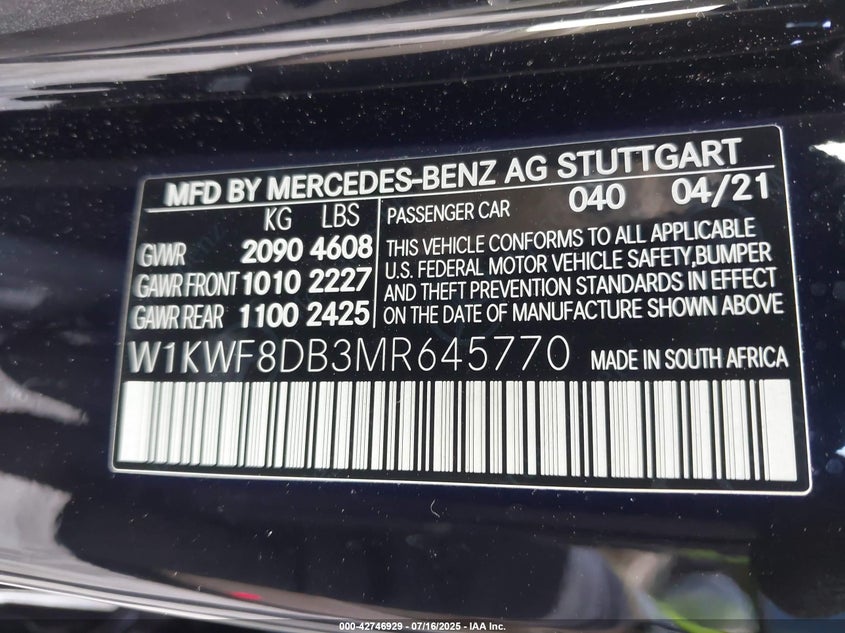 MFD BY MERCEDES-BENZ AG STUTTGART
KG LBS
GVWR 2090 4608
GAWR FRONT 1010 2227
GAWR REAR 1100 2425
PASSENGER CAR 040 04/21
THIS VEHICLE CONFORMS TO ALL APPLICABLE
U.S. FEDERAL MOTOR VEHICLE SAFETY,BUMPER
AND THEFT PREVENTION STANDARDS IN EFFECT
ON THE DATE OF MANUFACTURE SHOWN ABOVE
W1KWF8DB3MR645770 MADE IN SOUTH AFRICA
000-42746929 - 07/16/2025 - IAA Inc.